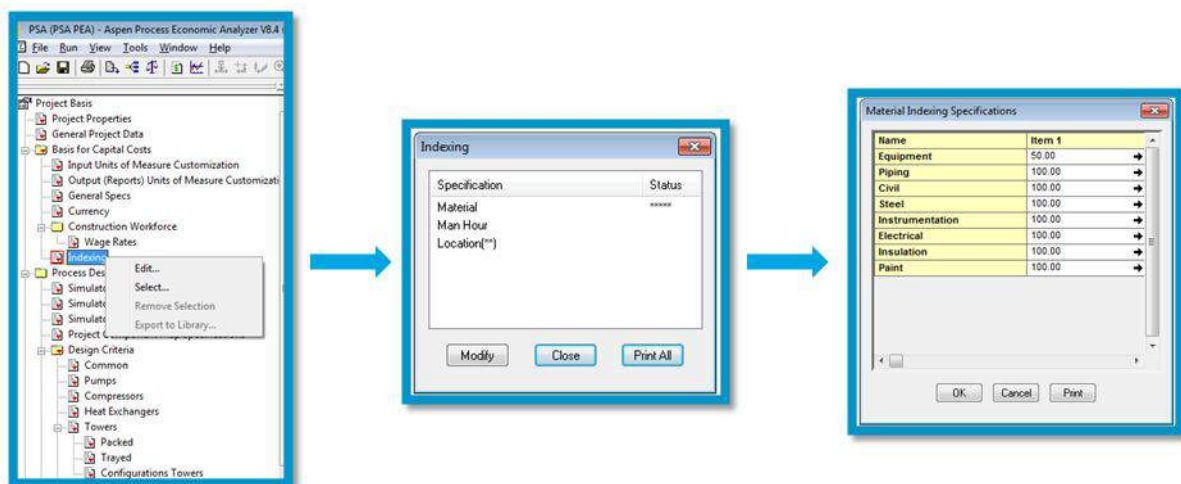 PSA (PSA PEA) - Aspen Process Economic Analyzer V8.4
File Run View Tools Window Help
Project Basis
Project Properties
General Project Data
Basis for Capital Costs
Input Units of Measure Customization
Output (Reports) Units of Measure Customizati
General Specs
Currency
Construction Workforce
Wage Rates
Indexing
Process Des
Simulato
Simulato
Simulato
Project
Edit...
Select...
Remove Selection
Export to Library...
Design Criteria
Common
Pumps
Compressors
Heat Exchangers
Towers
Packed
Trayed
Configurations Towers
Indexing
Specification Status
Material *****
Man Hour
Location(**)
Modify Close Print All
Material Indexing Specifications
Name Item 1
Equipment 50.00
Piping 100.00
Civil 100.00
Steel 100.00
Instrumentation 100.00
Electrical 100.00
Insulation 100.00
Paint 100.00
OK Cancel Print